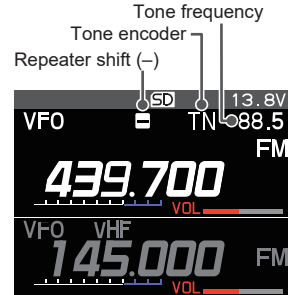 Tone frequency
Tone encoder
Repeater shift (–)
SD 13.8V
VFO TN 88.5
FM
439.700
VOL
VFO VHF
145.000 FM
VOL